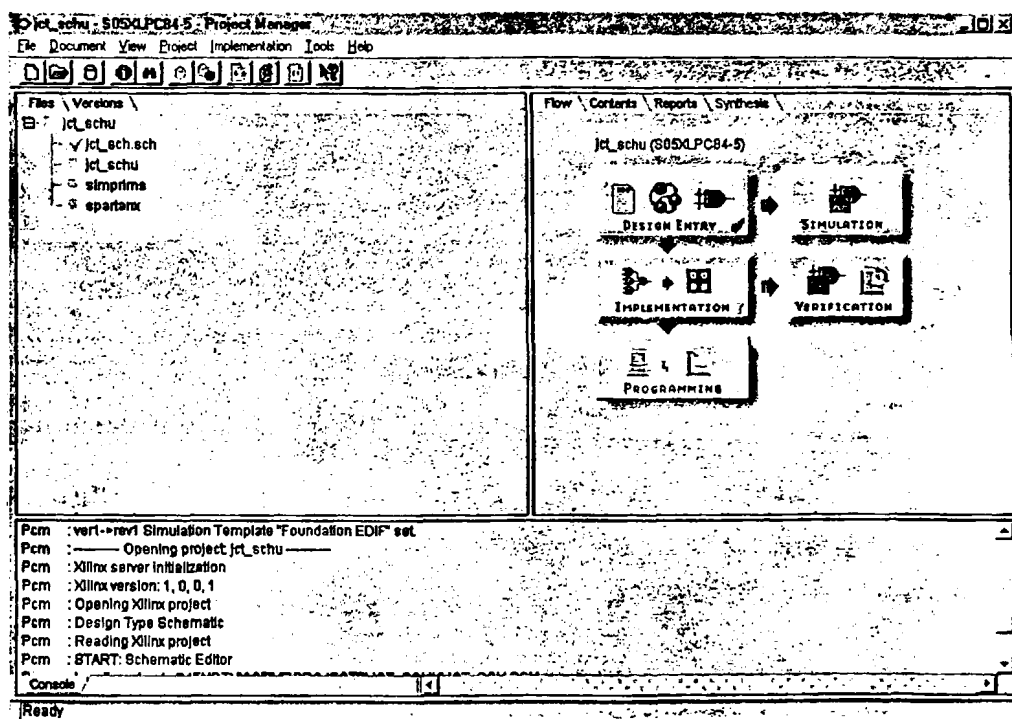 jct_schu - S05XLPC84-5 - Project Manager
File Document View Project Implementation Tools Help
Files Versions
jct_schu
jct_sch.sch
jct_schu
simprims
spartanx
Flow Contents Reports Synthesis
jct_schu (S05XLPC84-5)
DESIGN ENTRY
SIMULATION
IMPLEMENTATION
VERIFICATION
PROGRAMMING
Pcm : ver1->rev1 Simulation Template "Foundation EDIF" set.
Pcm : ——— Opening project jct_schu ———
Pcm : Xilinx server initialization
Pcm : Xilinx version: 1, 0, 0, 1
Pcm : Opening Xilinx project
Pcm : Design Type Schematic
Pcm : Reading Xilinx project
Pcm : START: Schematic Editor
Console
Ready